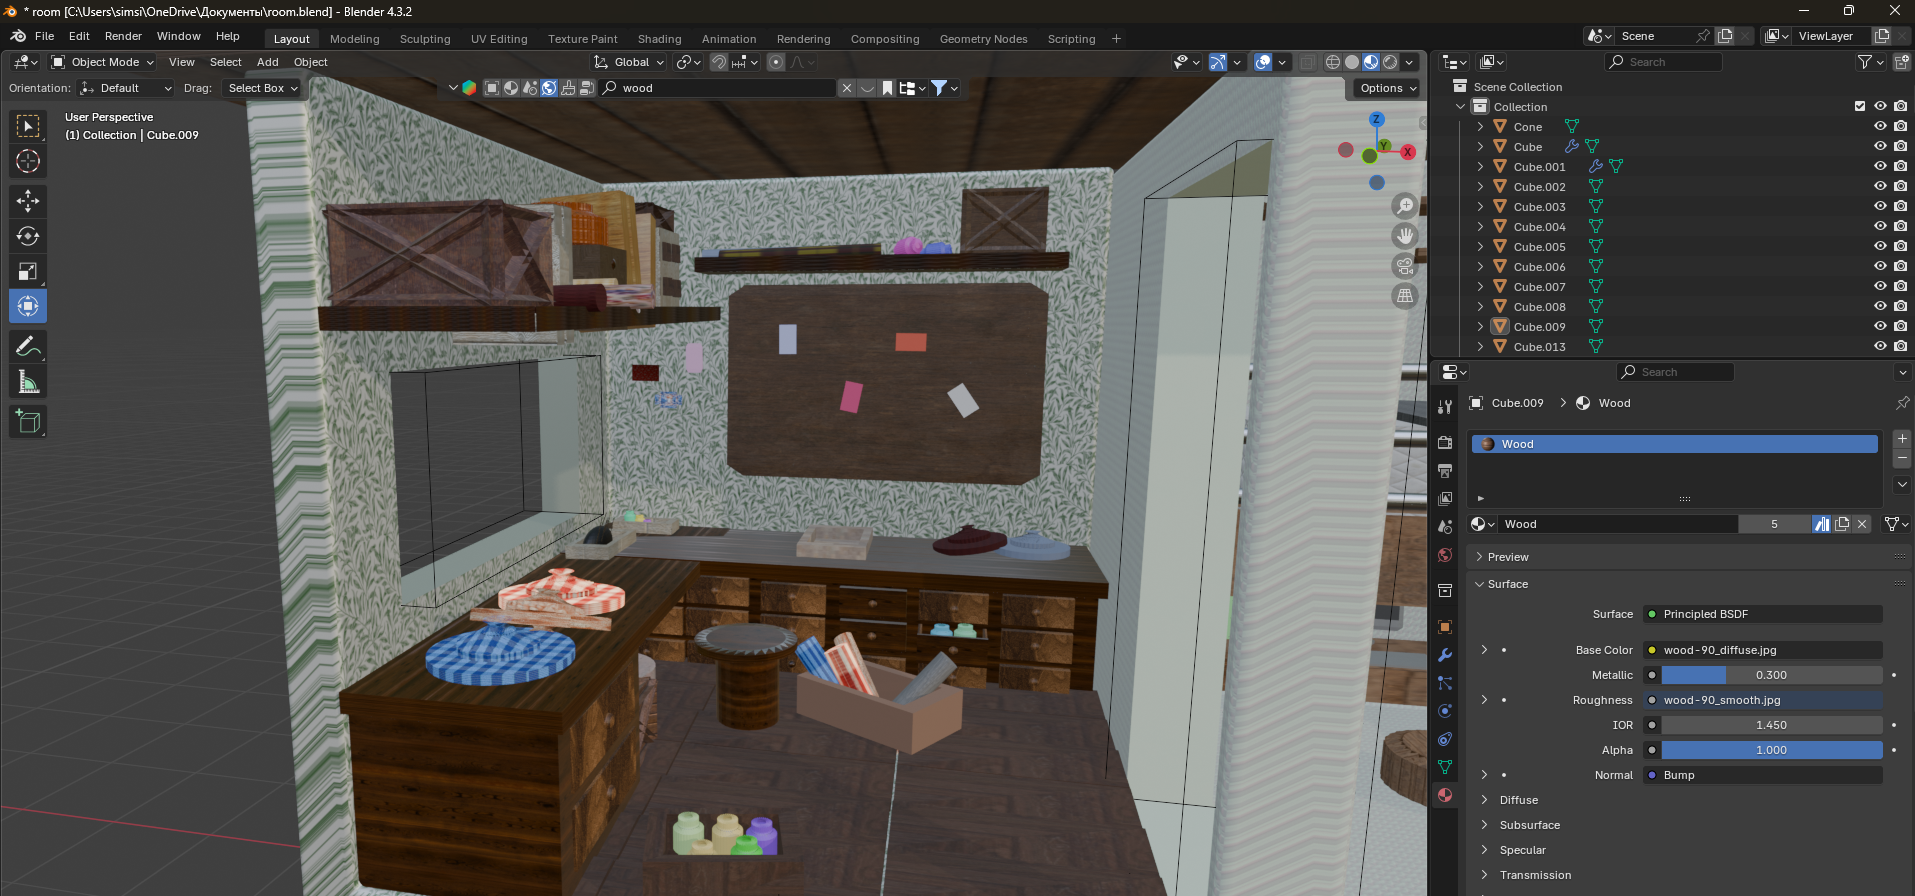 * room [C:\Users\simsi\OneDrive\Документы\room.blend] - Blender 4.3.2
File Edit Render Window Help Layout Modeling Sculpting UV Editing Texture Paint Shading Animation Rendering Compositing Geometry Nodes Scripting + Scene ViewLayer
Object Mode View Select Add Object Global Search
Orientation: Default Drag: Select Box wood Options
Scene Collection
Collection
User Perspective
(1) Collection | Cube.009
Z
Y
X
Cone
Cube
Cube.001
Cube.002
Cube.003
Cube.004
Cube.005
Cube.006
Cube.007
Cube.008
Cube.009
Cube.013
Search
Cube.009 > Wood
Wood
Wood 5
Preview
Surface
Surface Principled BSDF
Base Color wood-90_diffuse.jpg
Metallic 0.300
Roughness wood-90_smooth.jpg
IOR 1.450
Alpha 1.000
Normal Bump
Diffuse
Subsurface
Specular
Transmission